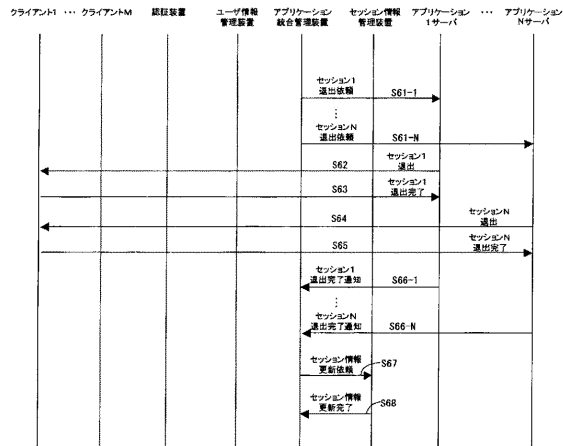 クライアント1 ・・・ クライアントM 認証装置 ユーザ情報 アプリケーション セッション情報 アプリケーション ・・・ アプリケーション
管理装置 統合管理装置 管理装置 1サーバ Nサーバ
セッション1
退出依頼 S61-1
⋮
セッションN
退出依頼 S61-N
S62 セッション1
退出
S63 セッション1
退出完了
S64 セッションN
退出
S65 セッションN
退出完了
セッション1
退出完了通知 S66-1
⋮
セッションN
退出完了通知 S66-N
セッション情報
更新依頼 S67
セッション情報
更新完了 S68